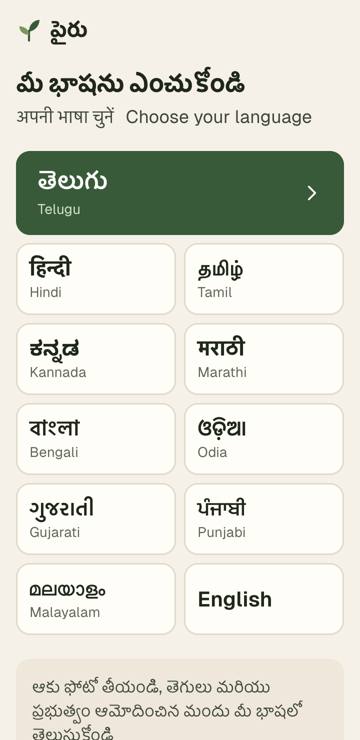 పైరు
మీ భాషను ఎంచుకోండి
अपनी भाषा चुनें Choose your language
తెలుగు
Telugu
हिन्दी
Hindi
தமிழ்
Tamil
ಕನ್ನಡ
Kannada
मराठी
Marathi
বাংলা
Bengali
ଓଡ଼ିଆ
Odia
ગુજરાતી
Gujarati
ਪੰਜਾਬੀ
Punjabi
മലയാളം
Malayalam
English
ఆకు ఫోటో తీయండి, తెగులు మరియు
ప్రభుత్వం ఆమోదించిన మందు మీ భాషలో
తెలుసుకోండి